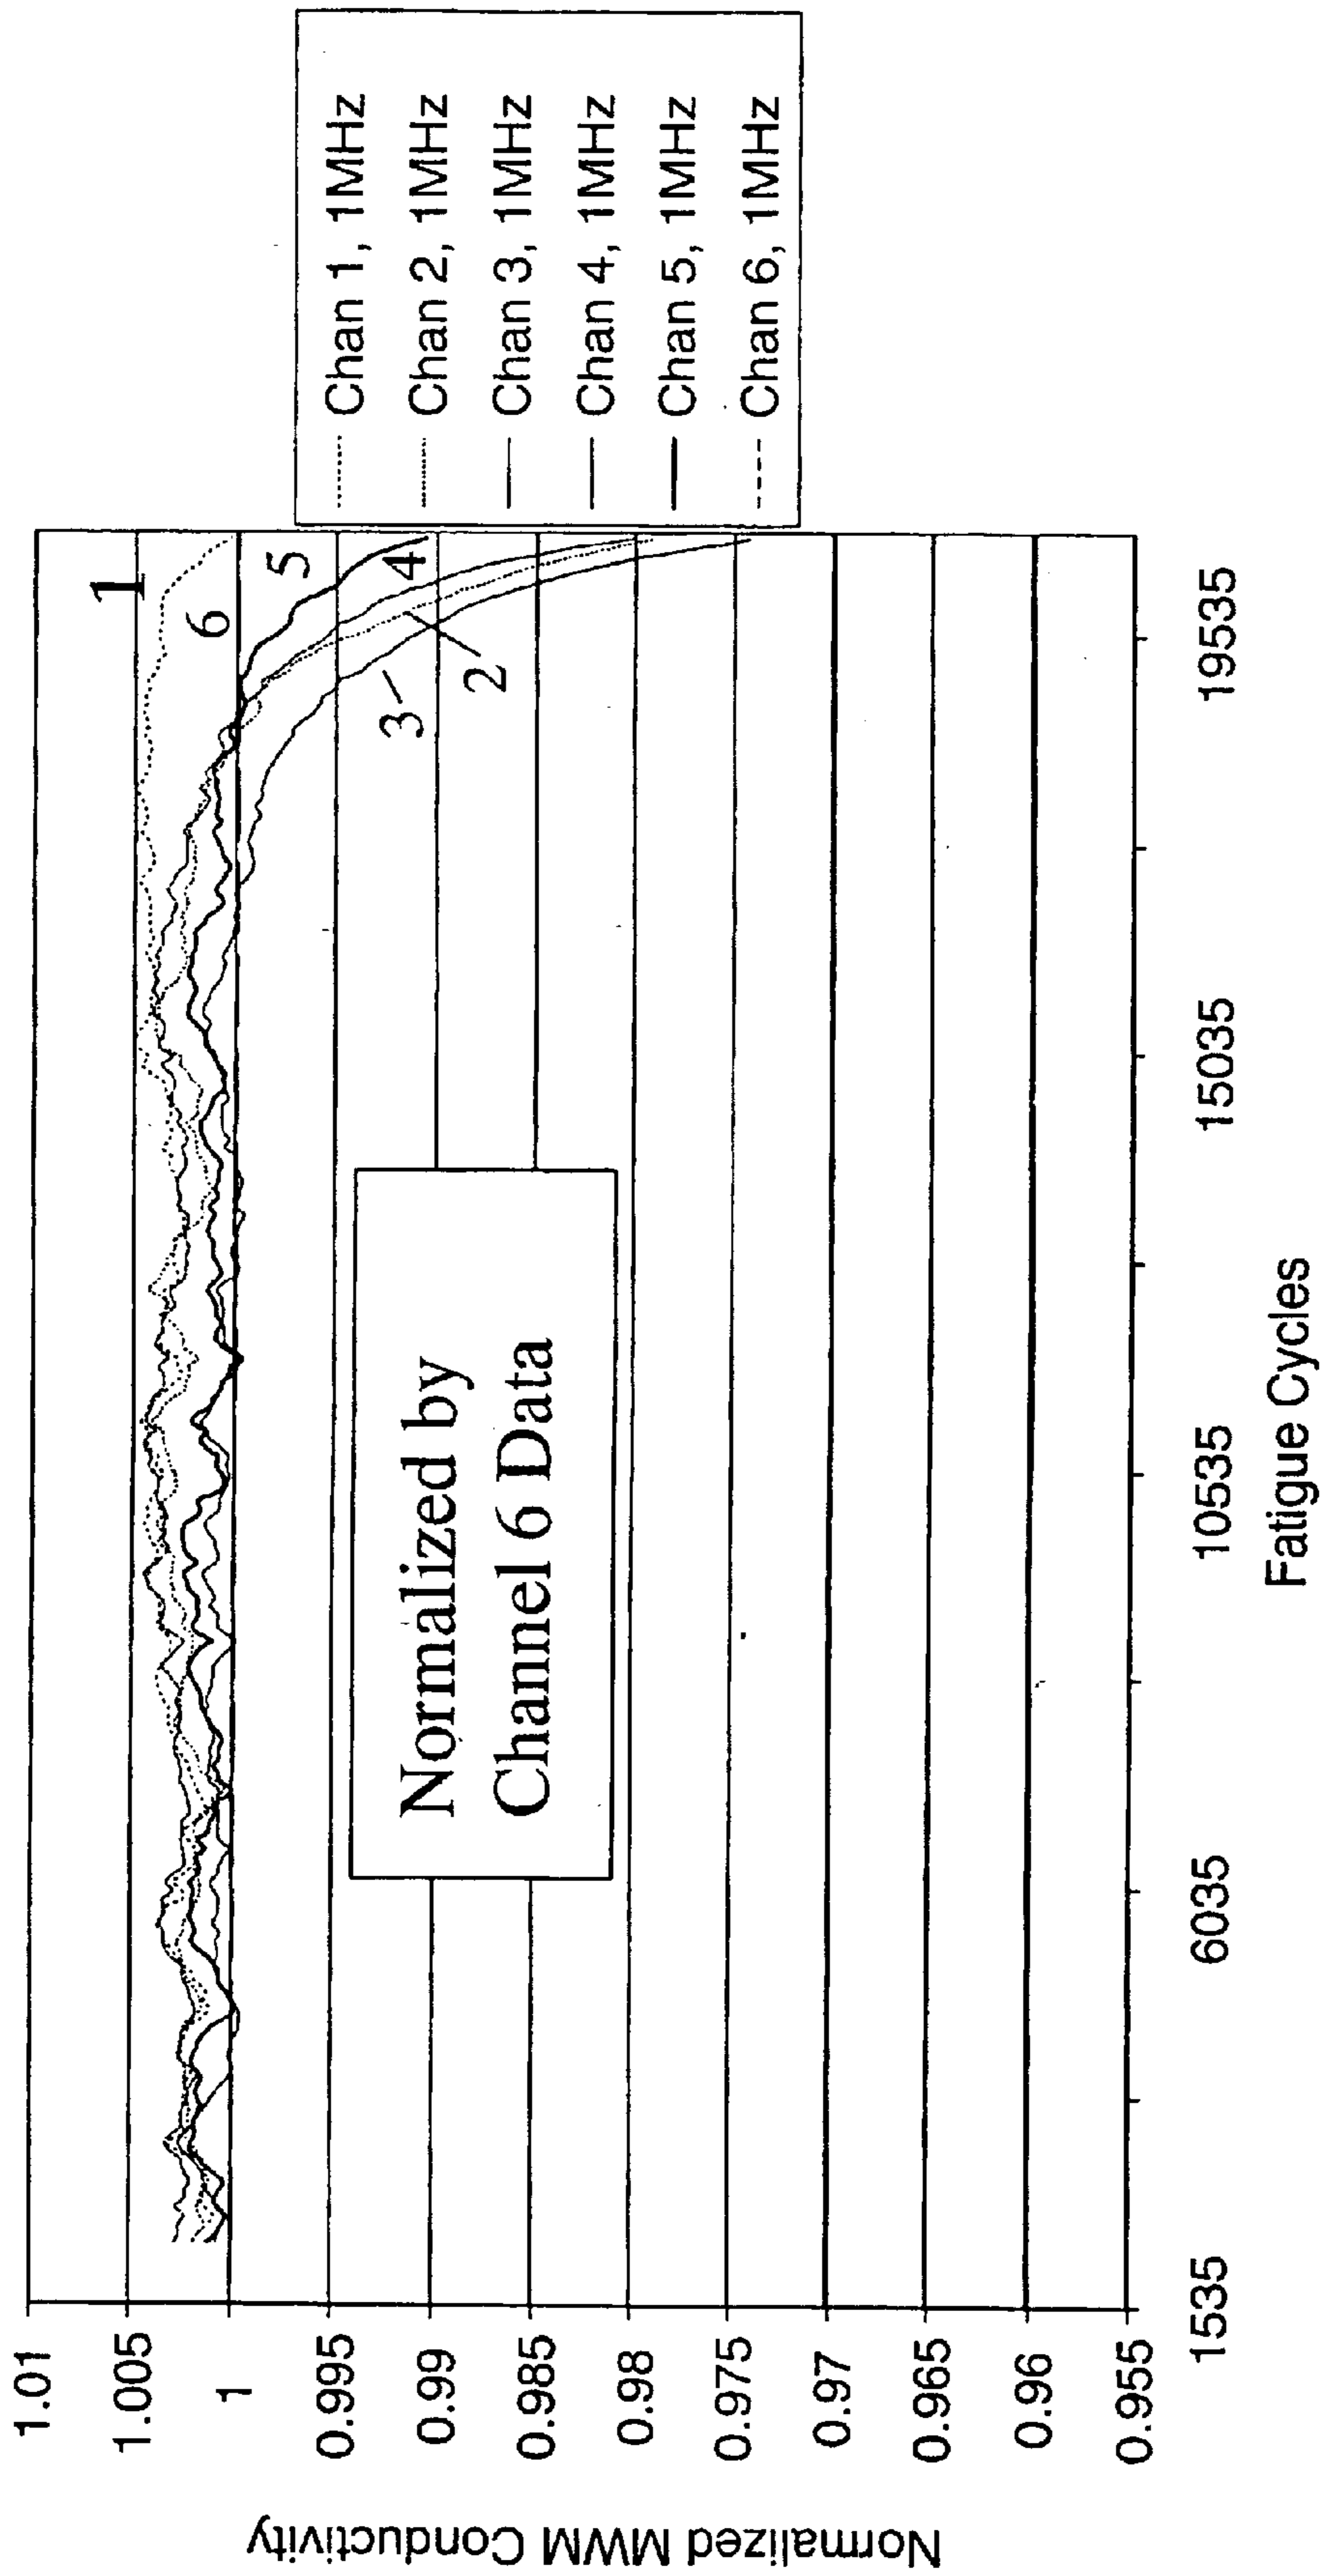 Normalized MWM Conductivity
1.01
1.005
1
0.995
0.99
0.985
0.98
0.975
0.97
0.965
0.96
0.955
1535
6035
10535
15035
19535
Fatigue Cycles
Normalized by
Channel 6 Data
1
6
5
4
3
2
Chan 1, 1MHz
Chan 2, 1MHz
Chan 3, 1MHz
Chan 4, 1MHz
Chan 5, 1MHz
Chan 6, 1MHz